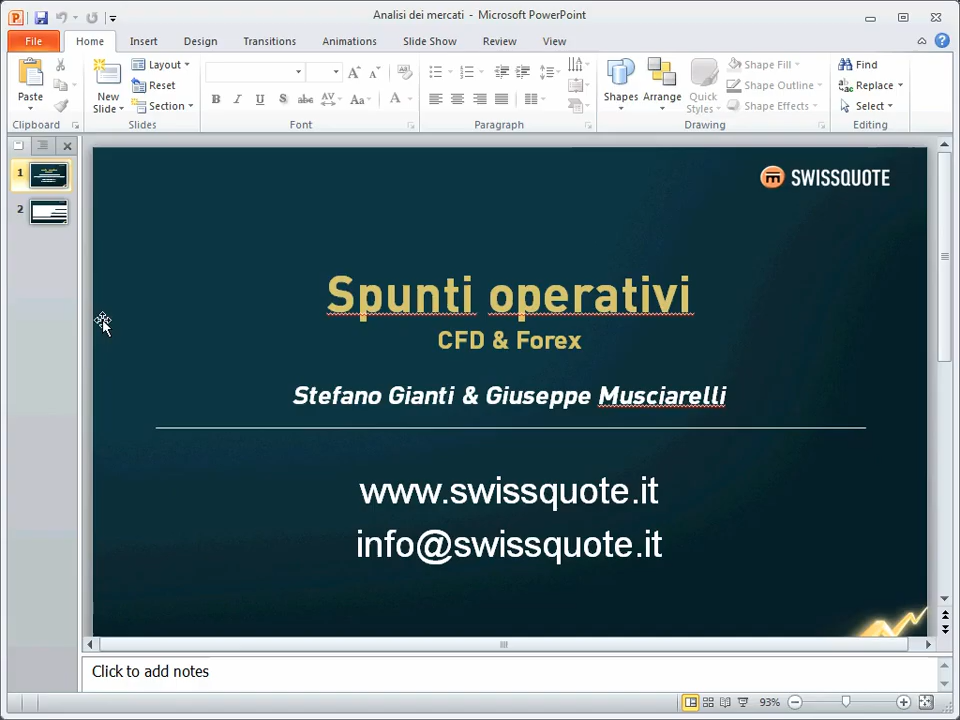 Analisi dei mercati - Microsoft PowerPoint
File Home Insert Design Transitions Animations Slide Show Review View
Paste
New Slide
Layout
Reset
Section
Shapes
Arrange
Quick Styles
Shape Fill
Shape Outline
Shape Effects
Find
Replace
Select
Clipboard Slides Font Paragraph Drawing Editing
1
2
SWISSQUOTE
Spunti operativi
CFD & Forex
Stefano Gianti & Giuseppe Musciarelli
www.swissquote.it
info@swissquote.it
Click to add notes
93%